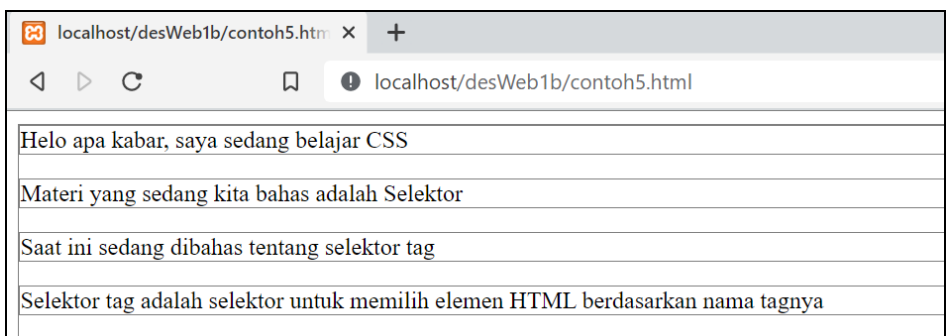 localhost/desWeb1b/contoh5.htm
localhost/desWeb1b/contoh5.html
Helo apa kabar, saya sedang belajar CSS
Materi yang sedang kita bahas adalah Selektor
Saat ini sedang dibahas tentang selektor tag
Selektor tag adalah selektor untuk memilih elemen HTML berdasarkan nama tagnya